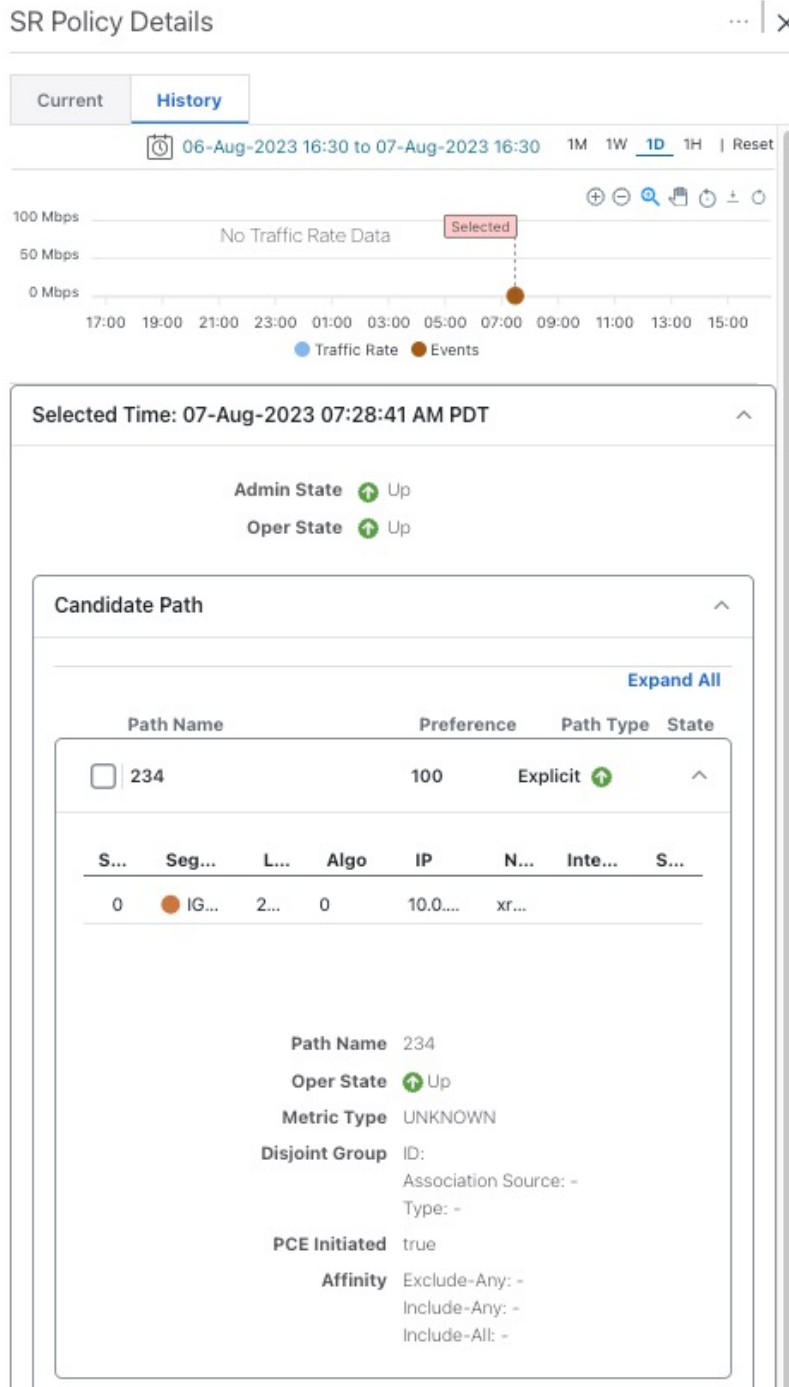 SR Policy Details
Current History
06-Aug-2023 16:30 to 07-Aug-2023 16:30 1M 1W 1D 1H | Reset
100 Mbps
No Traffic Rate Data
Selected
50 Mbps
0 Mbps
17:00 19:00 21:00 23:00 01:00 03:00 05:00 07:00 09:00 11:00 13:00 15:00
Traffic Rate Events
Selected Time: 07-Aug-2023 07:28:41 AM PDT
Admin State Up
Oper State Up
Candidate Path
Expand All
Path Name Preference Path Type State
234 100 Explicit
S... Seg... L... Algo IP N... Inte... S...
0 IG... 2... 0 10.0.... xr...
Path Name 234
Oper State Up
Metric Type UNKNOWN
Disjoint Group ID:
Association Source: -
Type: -
PCE Initiated true
Affinity Exclude-Any: -
Include-Any: -
Include-All: -